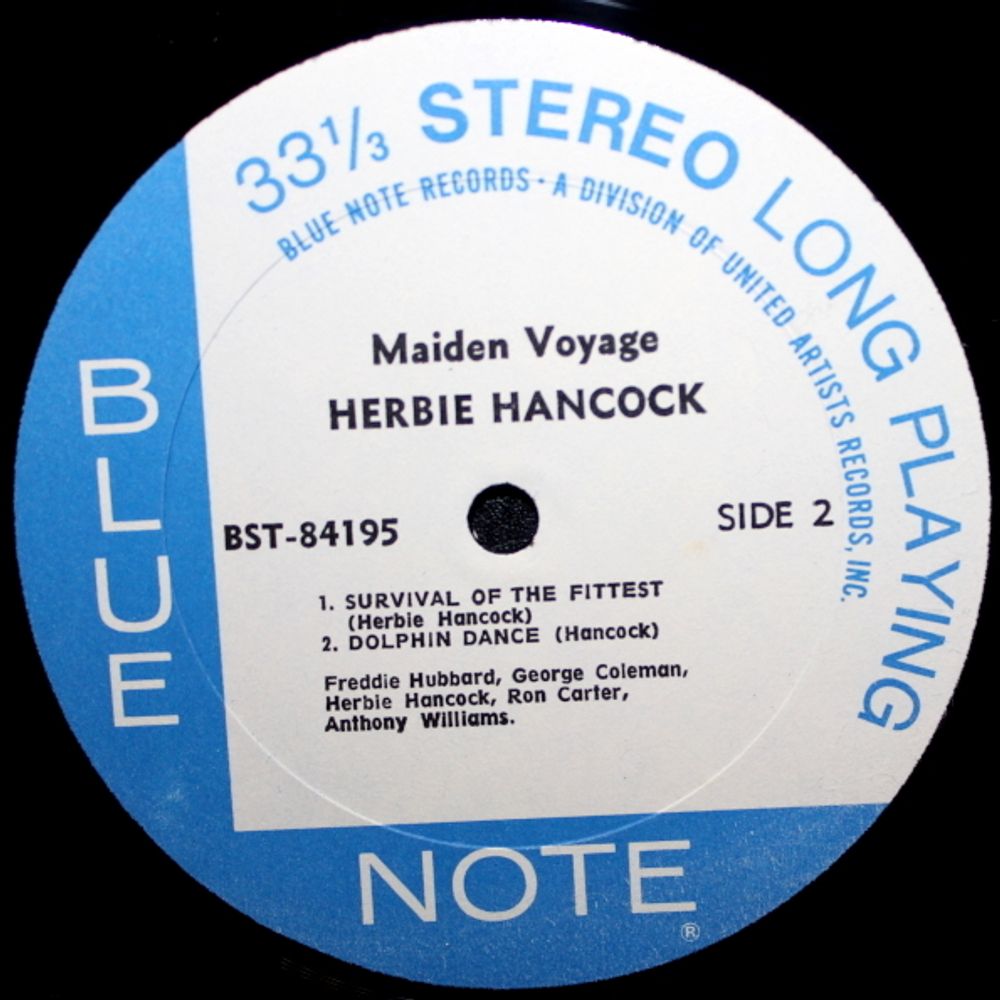 33⅓ STEREO LONG PLAYING
BLUE NOTE RECORDS · A DIVISION OF UNITED ARTISTS RECORDS, INC.
Maiden Voyage
HERBIE HANCOCK
BST-84195
SIDE 2
1. SURVIVAL OF THE FITTEST
(Herbie Hancock)
2. DOLPHIN DANCE (Hancock)
Freddie Hubbard, George Coleman,
Herbie Hancock, Ron Carter,
Anthony Williams.
BLUE
NOTE®